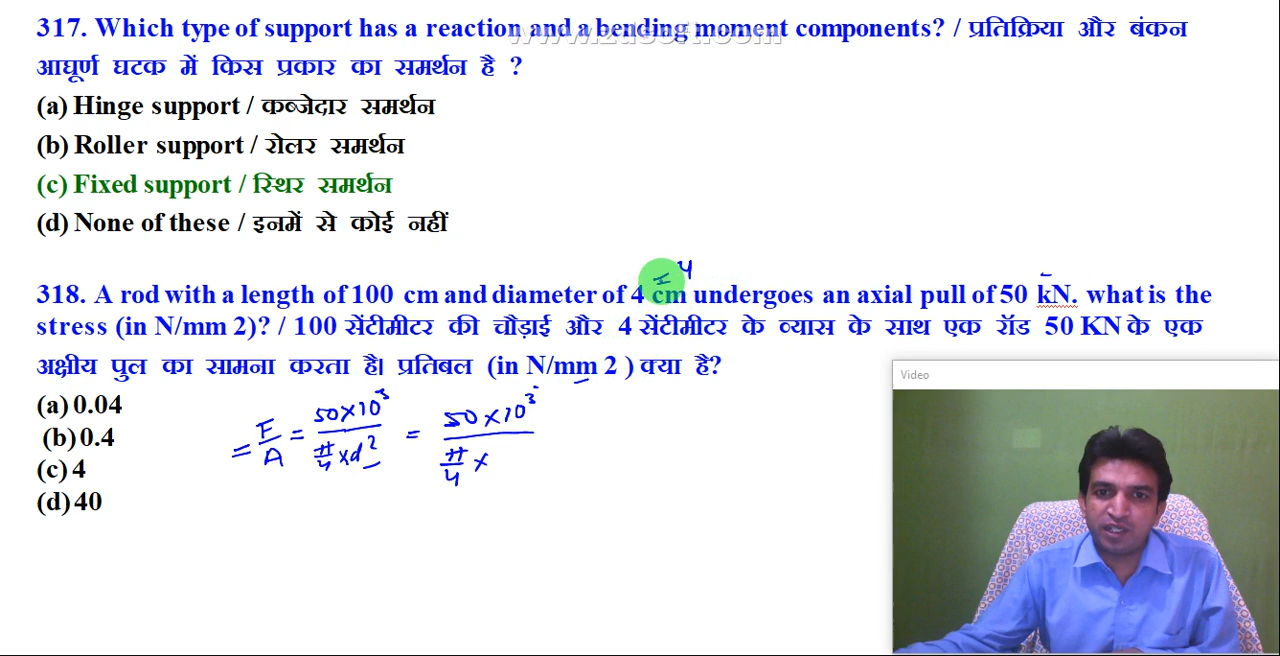 317. Which type of support has a reaction and a bending moment components? / प्रतिक्रिया और बंकन
आघूर्ण घटक में किस प्रकार का समर्थन है ?
(a) Hinge support / कब्जेदार समर्थन
(b) Roller support / रोलर समर्थन
(c) Fixed support / स्थिर समर्थन
(d) None of these / इनमें से कोई नहीं
318. A rod with a length of 100 cm and diameter of 4 cm undergoes an axial pull of 50 kN. what is the
stress (in N/mm 2)? / 100 सेंटीमीटर की चौड़ाई और 4 सेंटीमीटर के व्यास के साथ एक रॉड 50 KN के एक
अक्षीय पुल का सामना करता है। प्रतिबल (in N/mm 2 ) क्या है?
(a) 0.04
(b) 0.4
(c) 4
(d) 40
= F/A = 50×10³ / π/4 ×d² = 50×10³ / π/4 ×
Video